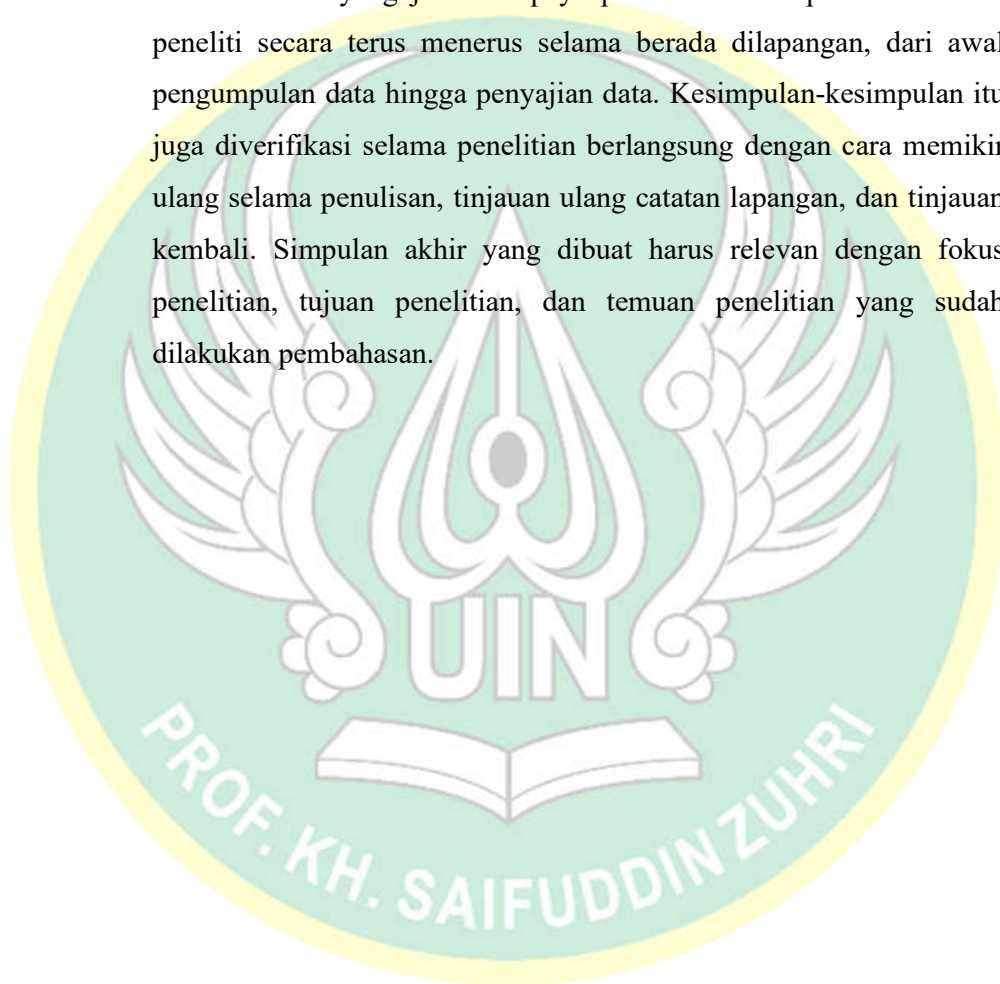 peneliti secara terus menerus selama berada dilapangan, dari awal
pengumpulan data hingga penyajian data. Kesimpulan-kesimpulan itu
juga diverifikasi selama penelitian berlangsung dengan cara memikir
ulang selama penulisan, tinjauan ulang catatan lapangan, dan tinjauan
kembali. Simpulan akhir yang dibuat harus relevan dengan fokus
penelitian, tujuan penelitian, dan temuan penelitian yang sudah
dilakukan pembahasan.
UIN
PROF. KH. SAIFUDDIN ZUHRI